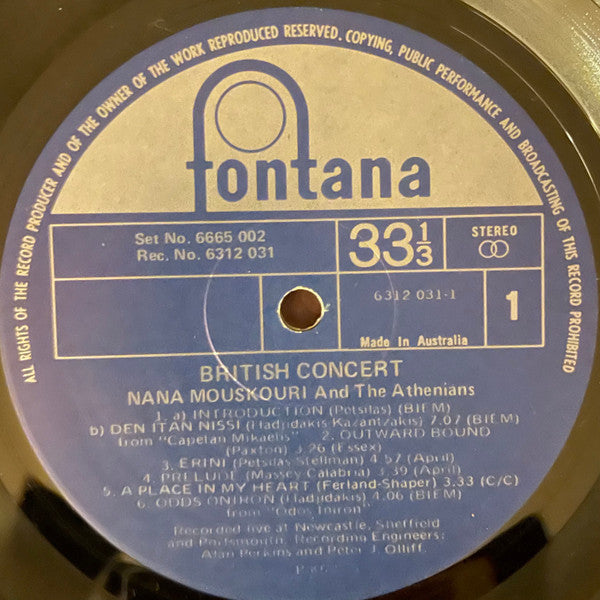 ALL RIGHTS OF THE RECORD PRODUCER AND OF THE OWNER OF THE WORK REPRODUCED RESERVED. COPYING, PUBLIC PERFORMANCE AND BROADCASTING OF THIS RECORD PROHIBITED
fontana
Set No. 6665 002
Rec. No. 6312 031
33 1/3
STEREO
6312 031-1
1
Made In Australia
BRITISH CONCERT
NANA MOUSKOURI And The Athenians
1. a) INTRODUCTION (Petsilas) (BIEM)
b) DEN ITAN NISSI (Hadjidakis-Kazantzakis) 7.07 (BIEM)
from "Capetan Mikaelis" 2. OUTWARD BOUND
(Paxton) 3.26 (Essex)
3. ERINI (Petsilas-Stellman) 4.57 (April)
4. PRELUDE (Massey-Calabria) 3.39 (April)
5. A PLACE IN MY HEART (Ferland-Shaper) 3.33 (C/C)
6. ODOS ONIRON (Hadjidakis) 4.06 (BIEM)
from "Odos Iniron"
Recorded live at Newcastle, Sheffield
and Portsmouth. Recording Engineers:
Alan Perkins and Peter J. Olliff.